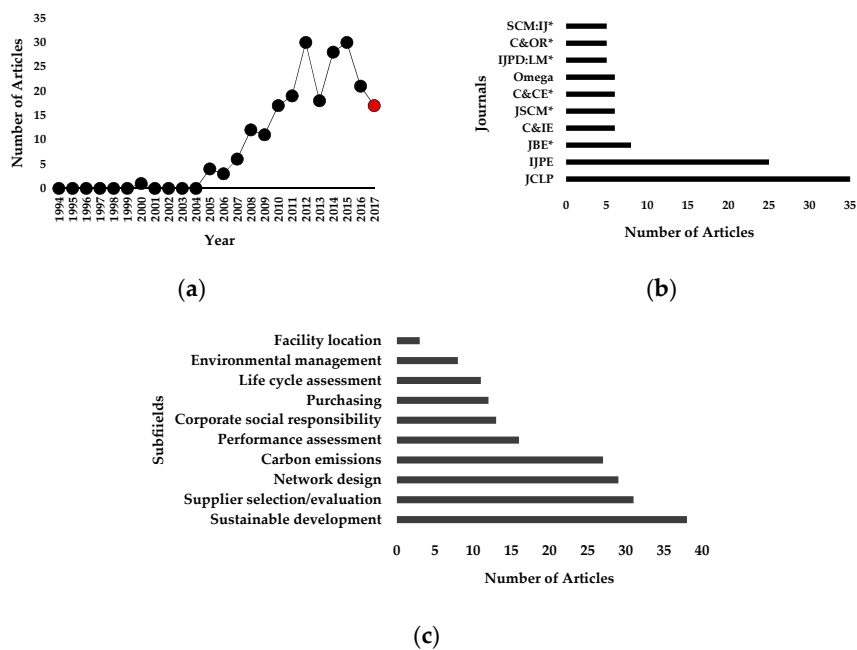 35
30
25
20
15
10
5
0
Number of Articles
1994
1995
1996
1997
1998
1999
2000
2001
2002
2003
2004
2005
2006
2007
2008
2009
2010
2011
2012
2013
2014
2015
2016
2017
Year
(a)
Journals
SCM:IJ*
C&OR*
IJPD:LM*
Omega
C&CE*
JSCM*
C&IE
JBE*
IJPE
JCLP
0 5 10 15 20 25 30 35
Number of Articles
(b)
Subfiields
Facility location
Environmental management
Life cycle assessment
Purchasing
Corporate social responsibility
Performance assessment
Carbon emissions
Network design
Supplier selection/evaluation
Sustainable development
0 5 10 15 20 25 30 35 40
Number of Articles
(c)